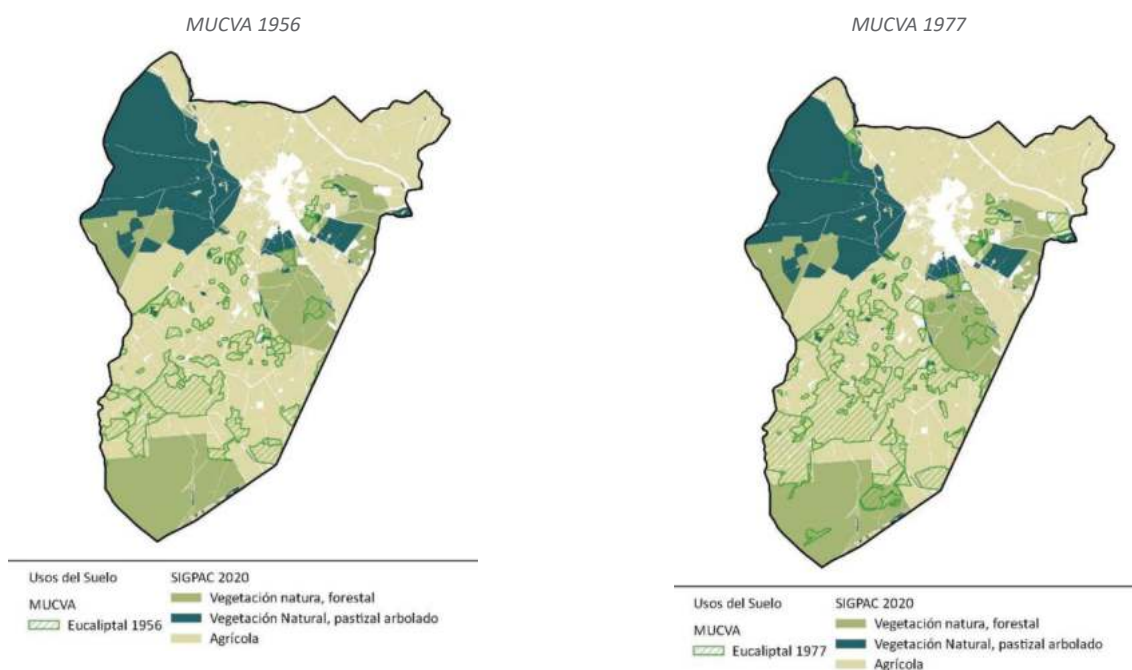 MUCVA 1956
MUCVA 1977
Usos del Suelo
SIGPAC 2020
Vegetación natura, forestal
MUCVA
Vegetación Natural, pastizal arbolado
Eucaliptal 1956
Agrícola
Usos del Suelo
SIGPAC 2020
Vegetación natura, forestal
MUCVA
Vegetación Natural, pastizal arbolado
Eucaliptal 1977
Agrícola